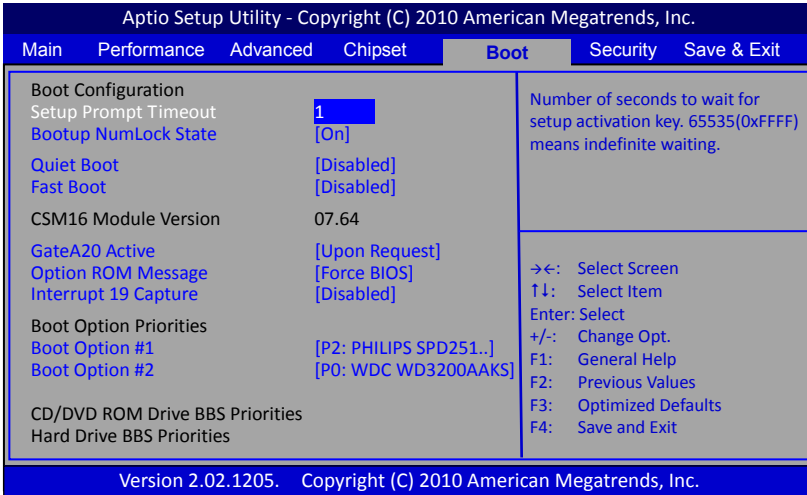 Aptio Setup Utility - Copyright (C) 2010 American Megatrends, Inc.
Main Performance Advanced Chipset Boot Security Save & Exit
Boot Configuration
Setup Prompt Timeout 1
Bootup NumLock State [On]
Quiet Boot [Disabled]
Fast Boot [Disabled]
CSM16 Module Version 07.64
GateA20 Active [Upon Request]
Option ROM Message [Force BIOS]
Interrupt 19 Capture [Disabled]
Boot Option Priorities
Boot Option #1 [P2: PHILIPS SPD251..]
Boot Option #2 [P0: WDC WD3200AAKS]
CD/DVD ROM Drive BBS Priorities
Hard Drive BBS Priorities
Number of seconds to wait for
setup activation key. 65535(0xFFFF)
means indefinite waiting.
→←: Select Screen
↑↓: Select Item
Enter: Select
+/-: Change Opt.
F1: General Help
F2: Previous Values
F3: Optimized Defaults
F4: Save and Exit
Version 2.02.1205. Copyright (C) 2010 American Megatrends, Inc.